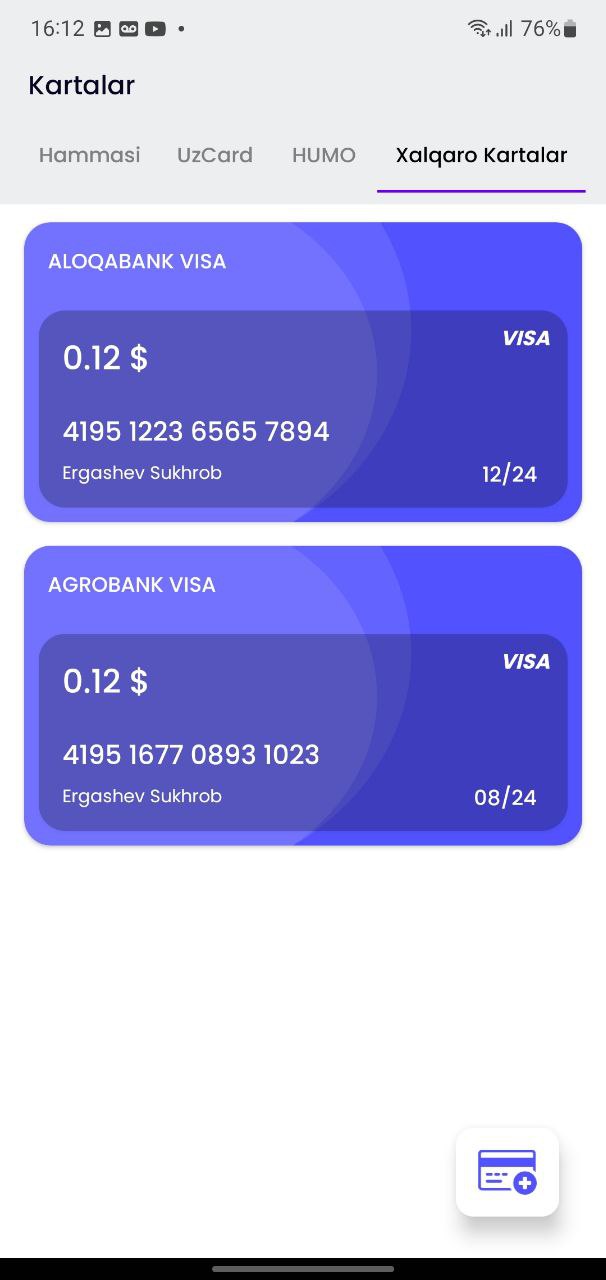 16:12 76%
Kartalar
Hammasi UzCard HUMO Xalqaro Kartalar
ALOQABANK VISA
VISA
0.12 $
4195 1223 6565 7894
Ergashev Sukhrob 12/24
AGROBANK VISA
VISA
0.12 $
4195 1677 0893 1023
Ergashev Sukhrob 08/24